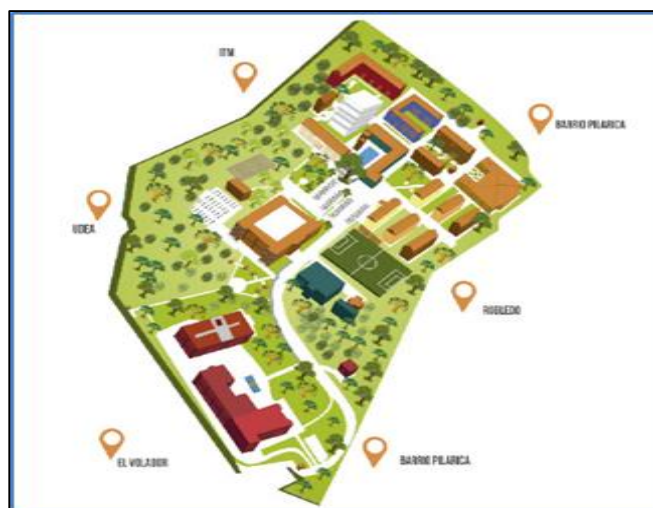 ITM
BARRIO PILARICA
UDEA
ROBLEDO
EL VOLADOR
BARRIO PILARICA